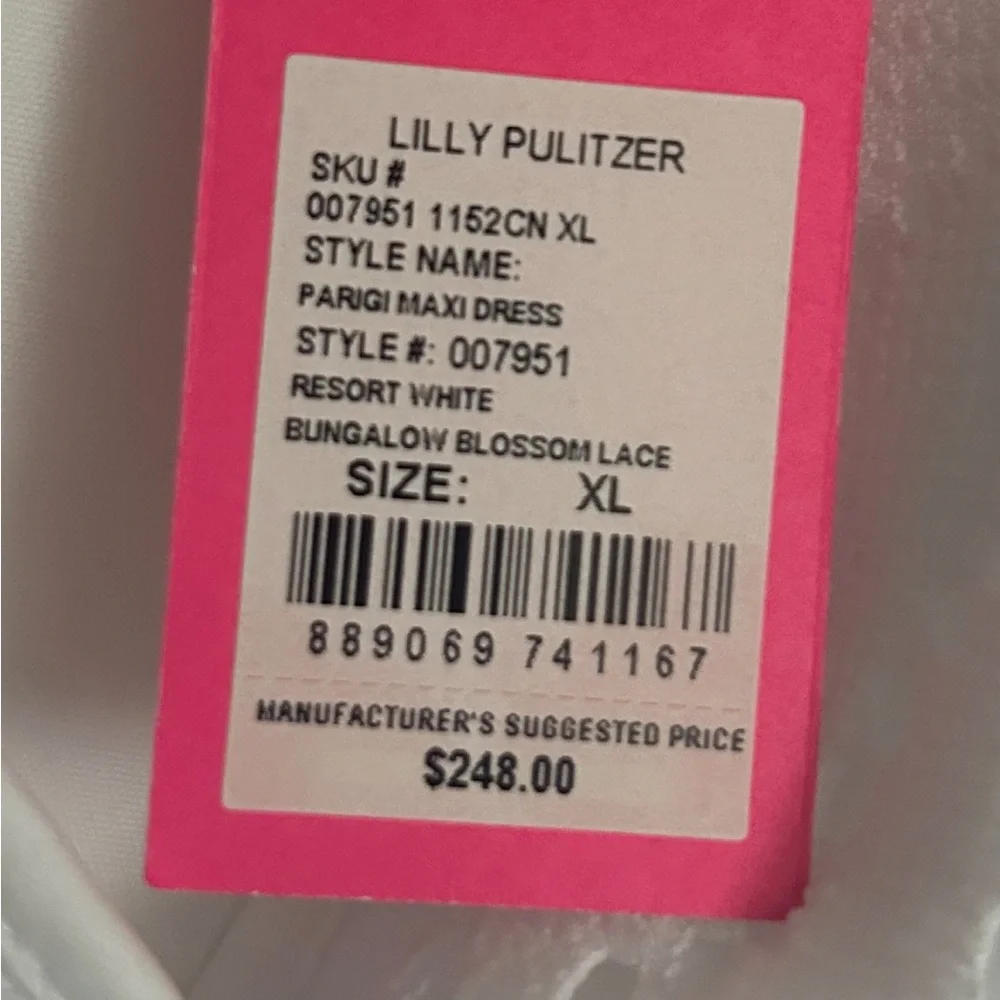 LILLY PULITZER
SKU #
007951 1152CN XL
STYLE NAME:
PARIGI MAXI DRESS
STYLE #: 007951
RESORT WHITE
BUNGALOW BLOSSOM LACE
SIZE: XL
889069 741167
MANUFACTURER'S SUGGESTED PRICE
$248.00